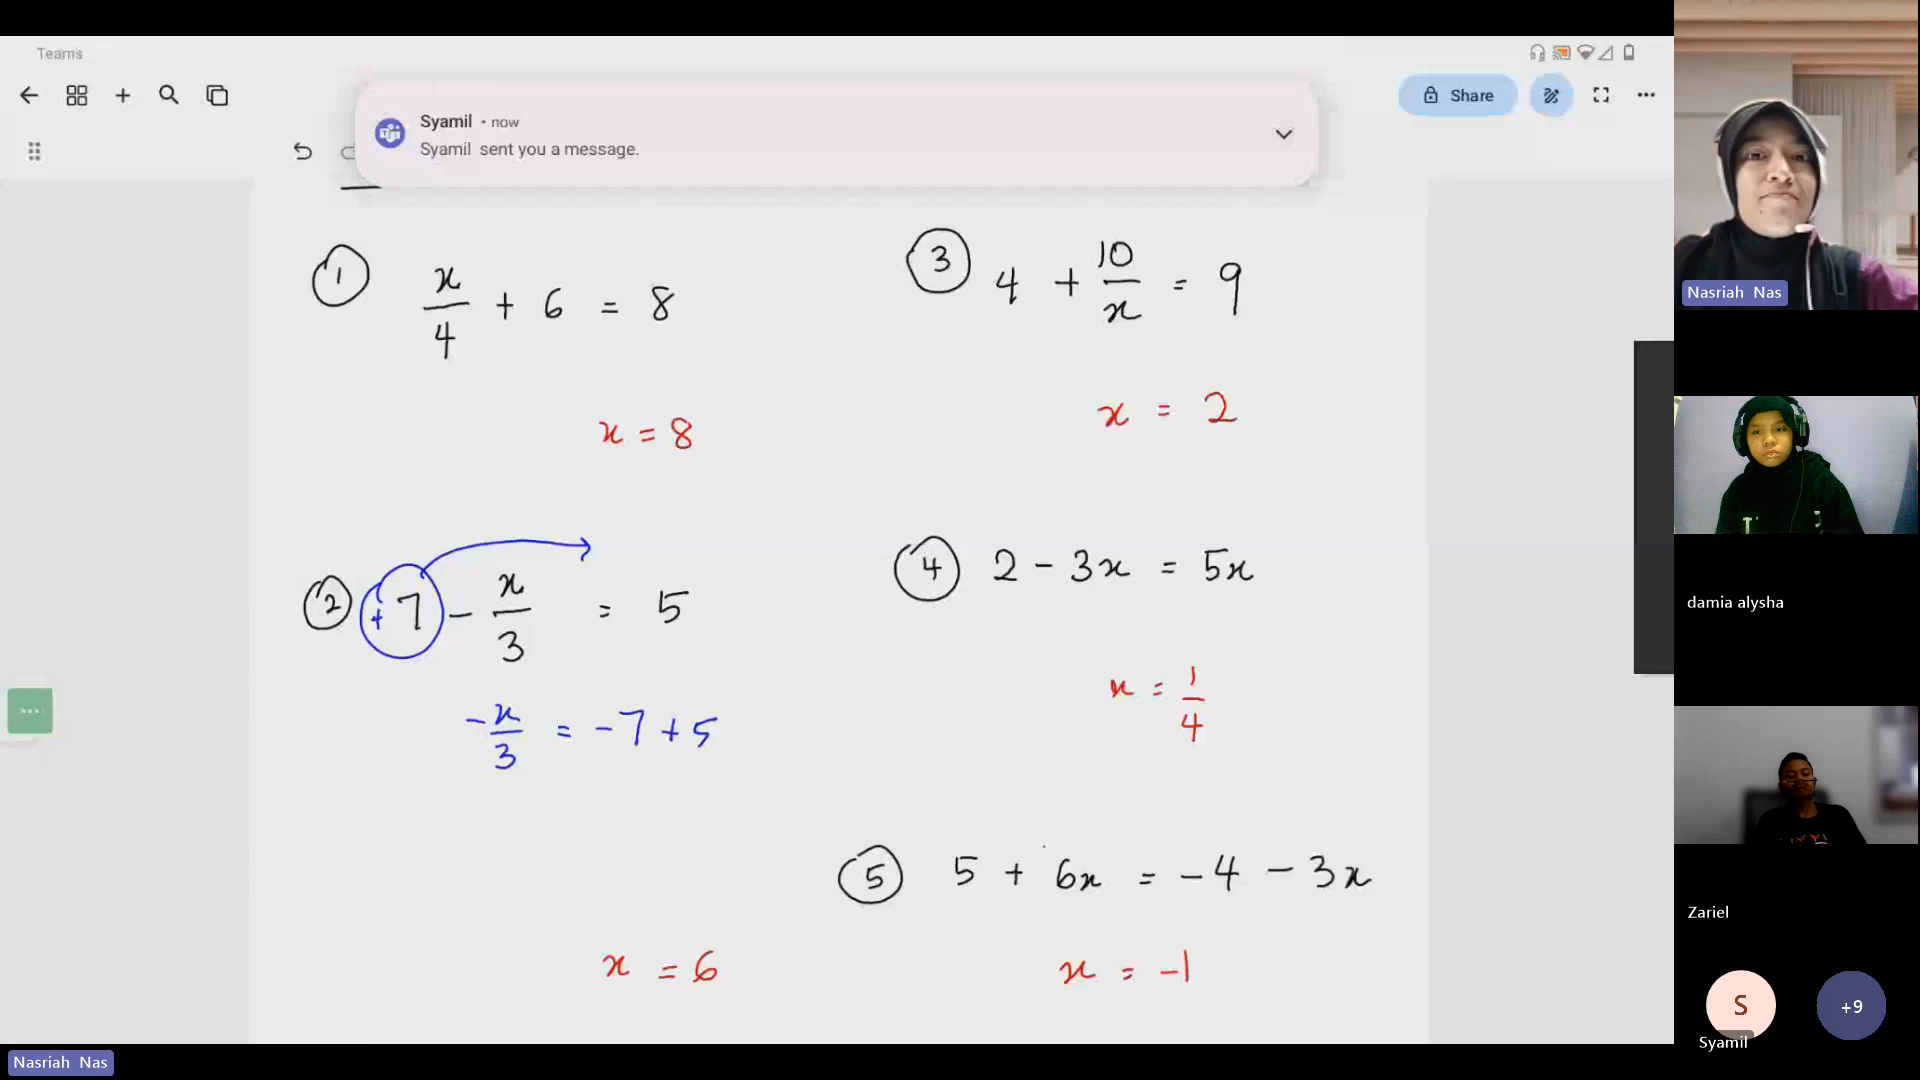 Teams
Share
Syamil • now
Syamil sent you a message.
① x/4 + 6 = 8
x = 8
② +7 - x/3 = 5
-x/3 = -7 + 5
x = 6
③ 4 + 10/x = 9
x = 2
④ 2 - 3x = 5x
x = 1/4
⑤ 5 + 6x = -4 - 3x
x = -1
Nasriah Nas
damia alysha
Zariel
S
Syamil
+9
Nasriah Nas